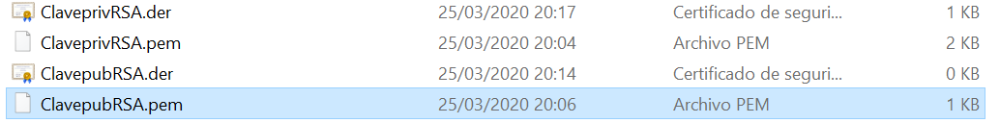 ClaveprivRSA.der 25/03/2020 20:17 Certificado de seguri... 1 KB
ClaveprivRSA.pem 25/03/2020 20:04 Archivo PEM 2 KB
ClavepubRSA.der 25/03/2020 20:14 Certificado de seguri... 0 KB
ClavepubRSA.pem 25/03/2020 20:06 Archivo PEM 1 KB